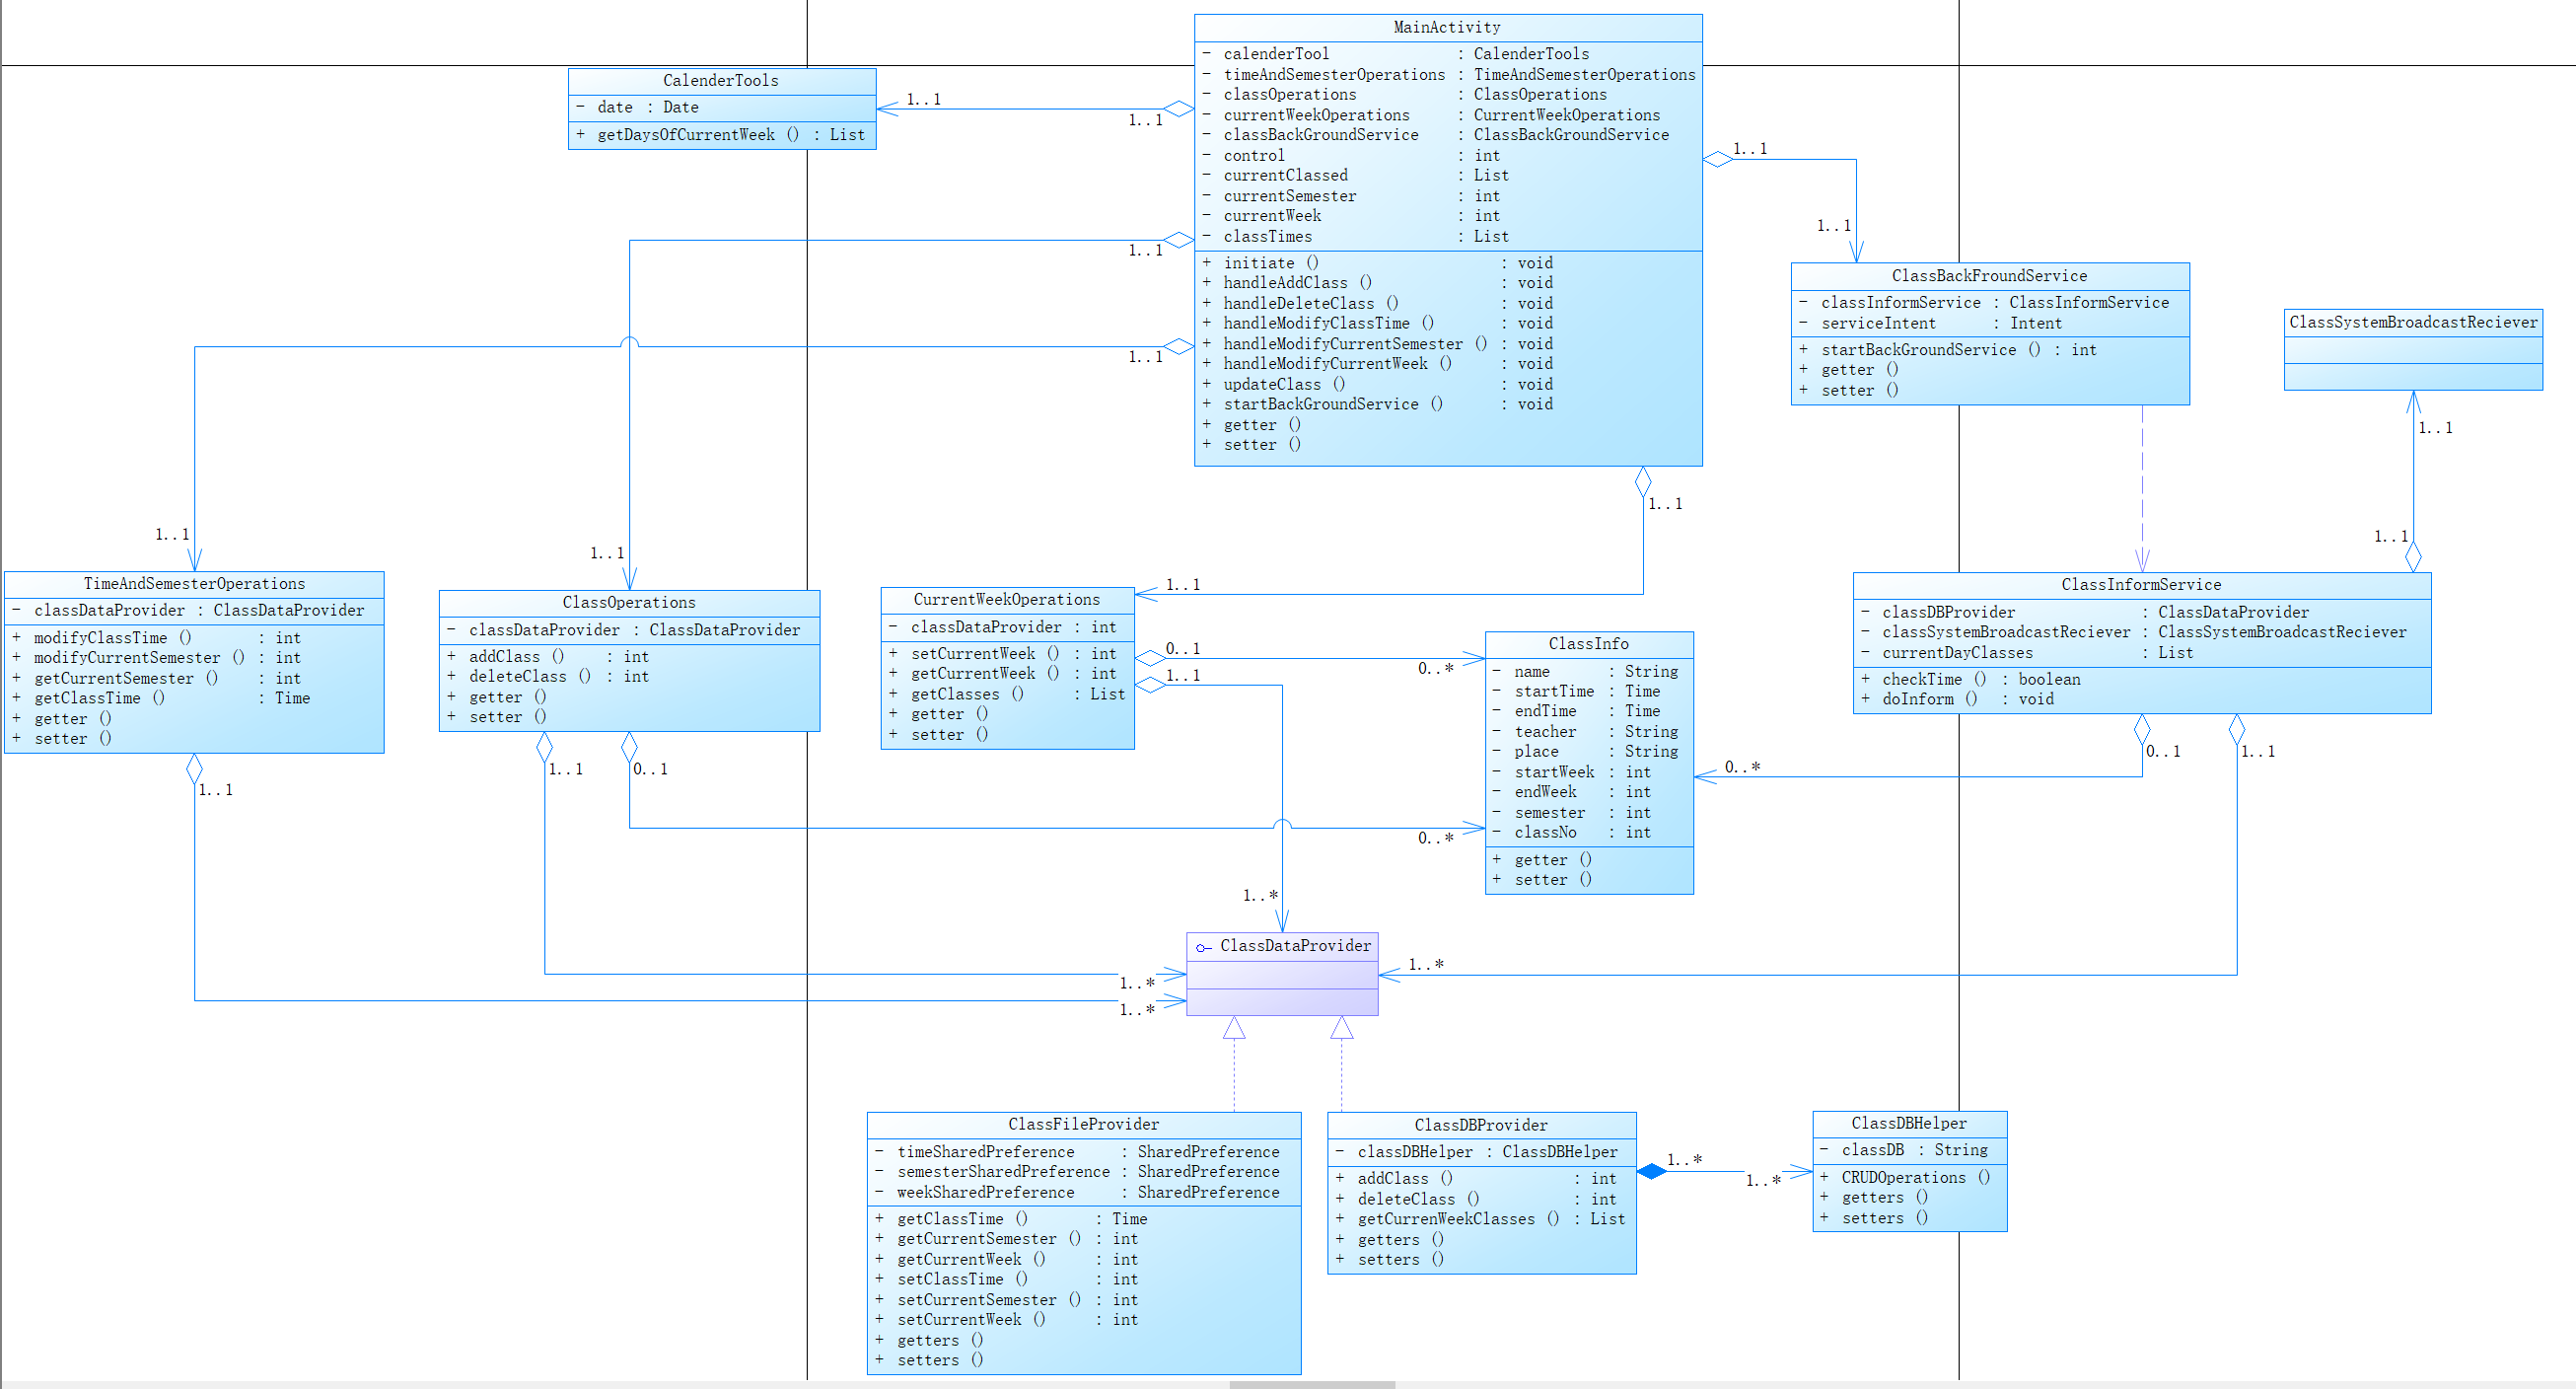 MainActivity
- calenderTool : CalenderTools
- timeAndSemesterOperations : TimeAndSemesterOperations
- classOperations : ClassOperations
- currentWeekOperations : CurrentWeekOperations
- classBackGroundService : ClassBackGroundService
- control : int
- currentClassed : List
- currentSemester : int
- currentWeek : int
- classTimes : List
+ initiate () : void
+ handleAddClass () : void
+ handleDeleteClass () : void
+ handleModifyClassTime () : void
+ handleModifyCurrentSemester () : void
+ handleModifyCurrentWeek () : void
+ updateClass () : void
+ startBackGroundService () : void
+ getter ()
+ setter ()
CalenderTools
- date : Date
+ getDaysOfCurrentWeek () : List
1..1
1..1
1..1
1..1
1..1
1..1
1..1
1..1
1..1
1..1
ClassBackFroundService
- classInformService : ClassInformService
- serviceIntent : Intent
+ startBackGroundService () : int
+ getter ()
+ setter ()
ClassSystemBroadcastReciever
1..1
1..1
TimeAndSemesterOperations
- classDataProvider : ClassDataProvider
+ modifyClassTime () : int
+ modifyCurrentSemester () : int
+ getCurrentSemester () : int
+ getClassTime () : Time
+ getter ()
+ setter ()
ClassOperations
- classDataProvider : ClassDataProvider
+ addClass () : int
+ deleteClass () : int
+ getter ()
+ setter ()
CurrentWeekOperations
- classDataProvider : int
+ setCurrentWeek () : int
+ getCurrentWeek () : int
+ getClasses () : List
+ getter ()
+ setter ()
0..1
0..*
1..1
ClassInfo
- name : String
- startTime : Time
- endTime : Time
- teacher : String
- place : String
- startWeek : int
- endWeek : int
- semester : int
- classNo : int
+ getter ()
+ setter ()
ClassInformService
- classDBProvider : ClassDataProvider
- classSystemBroadcastReciever : ClassSystemBroadcastReciever
- currentDayClasses : List
+ checkTime () : boolean
+ doInform () : void
1..1
1..1
0..1
0..*
0..*
0..1
1..1
1..*
ClassDataProvider
1..*
1..*
1..*
ClassFileProvider
- timeSharedPreference : SharedPreference
- semesterSharedPreference : SharedPreference
- weekSharedPreference : SharedPreference
+ getClassTime () : Time
+ getCurrentSemester () : int
+ getCurrentWeek () : int
+ setClassTime () : int
+ setCurrentSemester () : int
+ setCurrentWeek () : int
+ getters ()
+ setters ()
ClassDBProvider
- classDBHelper : ClassDBHelper
+ addClass () : int
+ deleteClass () : int
+ getCurrenWeekClasses () : List
+ getters ()
+ setters ()
1..*
1..*
ClassDBHelper
- classDB : String
+ CRUDOperations ()
+ getters ()
+ setters ()